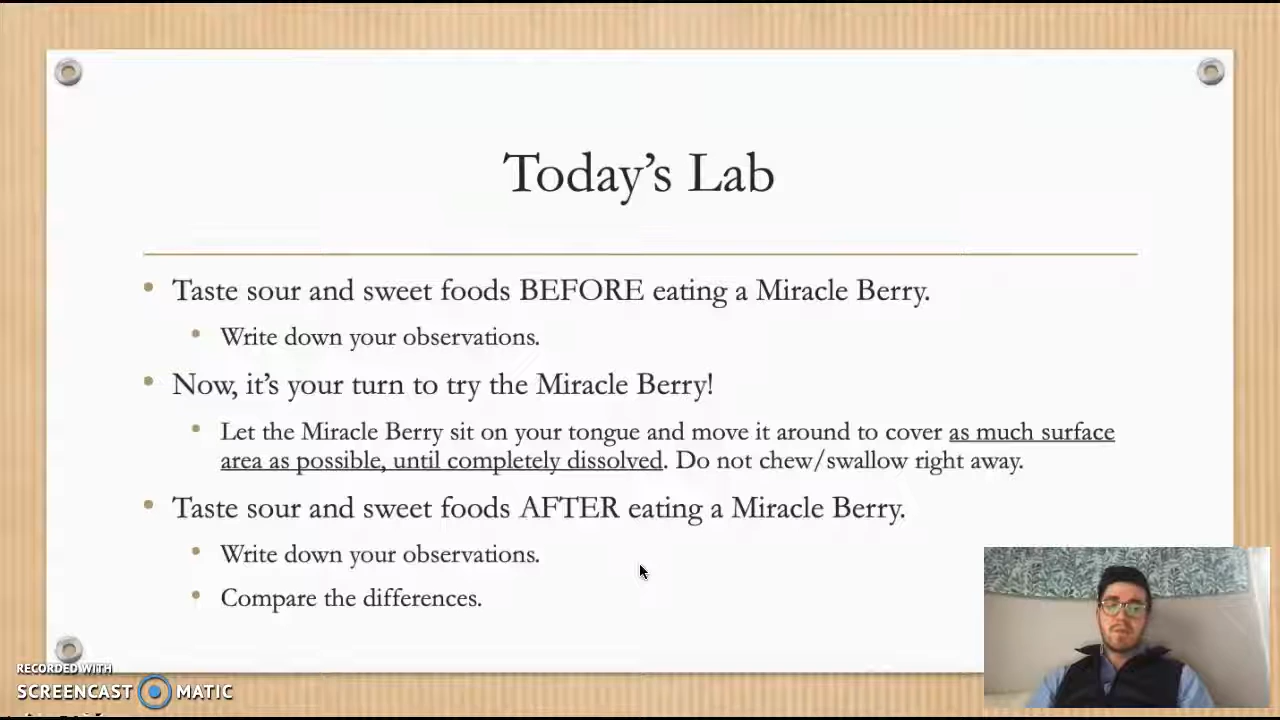 Today's Lab
• Taste sour and sweet foods BEFORE eating a Miracle Berry.
• Write down your observations.
• Now, it's your turn to try the Miracle Berry!
• Let the Miracle Berry sit on your tongue and move it around to cover as much surface
area as possible, until completely dissolved. Do not chew/swallow right away.
• Taste sour and sweet foods AFTER eating a Miracle Berry.
• Write down your observations.
• Compare the differences.
RECORDED WITH
SCREENCAST MATIC